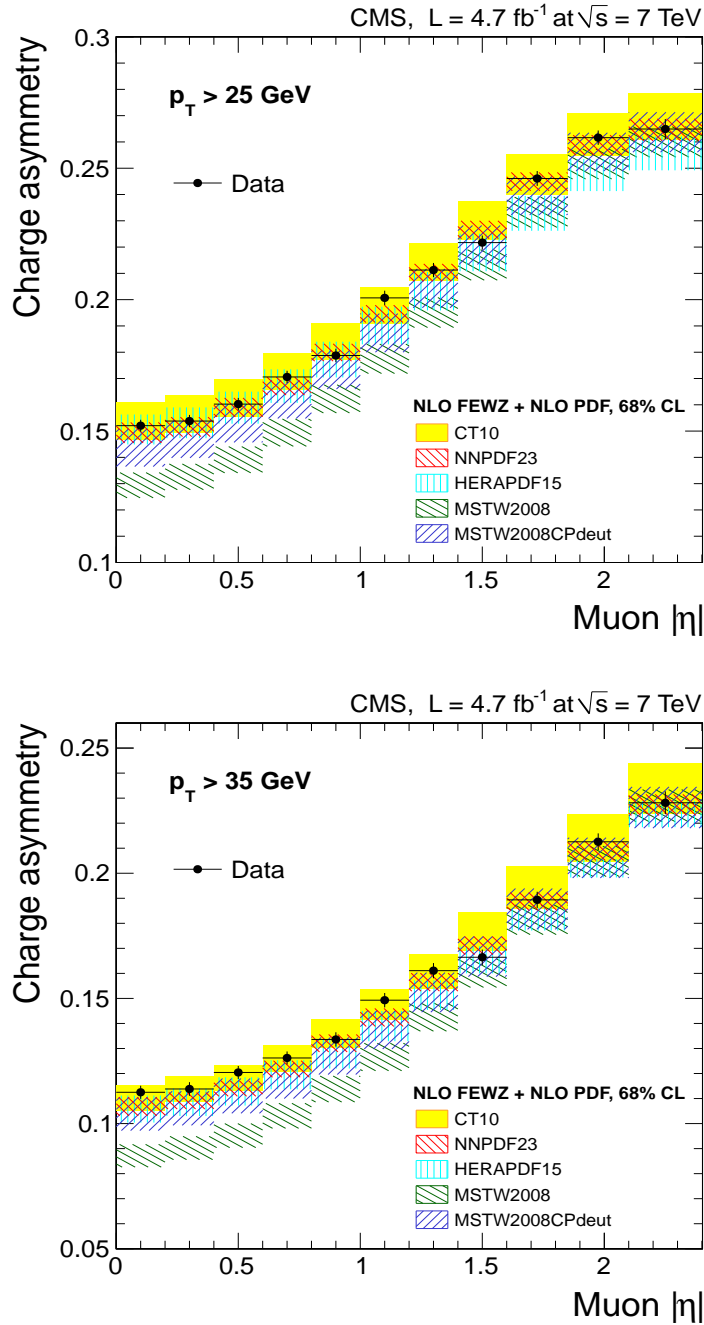 CMS, L = 4.7 fb⁻¹ at √s = 7 TeV
0.3
p_T > 25 GeV
Data
0.25
Charge asymmetry
0.2
NLO FEWZ + NLO PDF, 68% CL
CT10
0.15
NNPDF23
HERAPDF15
MSTW2008
MSTW2008CPdeut
0.1
0 0.5 1 1.5 2
Muon |η|
CMS, L = 4.7 fb⁻¹ at √s = 7 TeV
0.25
p_T > 35 GeV
Data
0.2
Charge asymmetry
0.15
NLO FEWZ + NLO PDF, 68% CL
0.1
CT10
NNPDF23
HERAPDF15
MSTW2008
MSTW2008CPdeut
0.05
0 0.5 1 1.5 2
Muon |η|